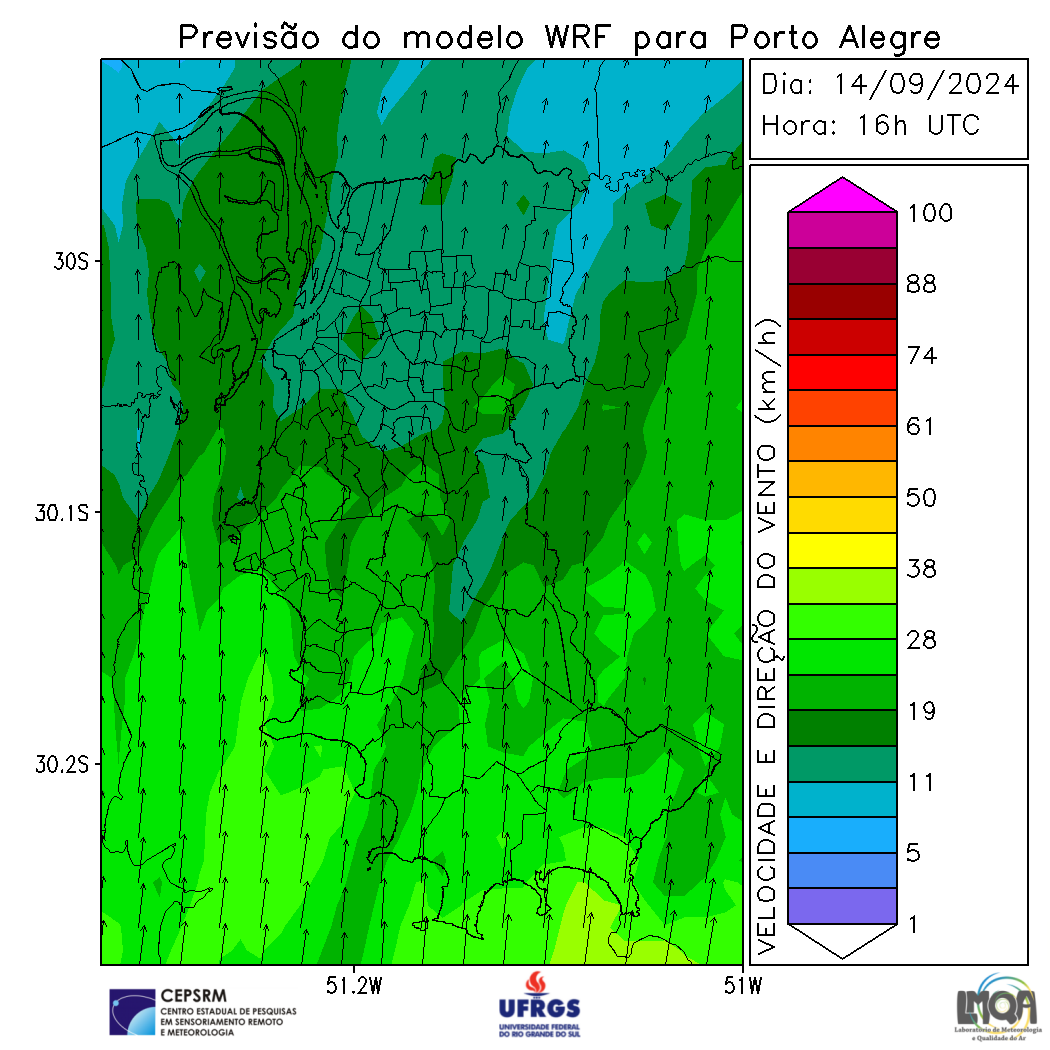 Previsão do modelo WRF para Porto Alegre
Dia: 14/09/2024
Hora: 16h UTC
30S
30.1S
30.2S
51.2W
51W
VELOCIDADE E DIREÇÃO DO VENTO (km/h)
100
88
74
61
50
38
28
19
11
5
1
CEPSRM
CENTRO ESTADUAL DE PESQUISAS
EM SENSORIAMENTO REMOTO
E METEOROLOGIA
UFRGS
UNIVERSIDADE FEDERAL
DO RIO GRANDE DO SUL
LMQA
Laboratório de Meteorologia
e Qualidade do Ar